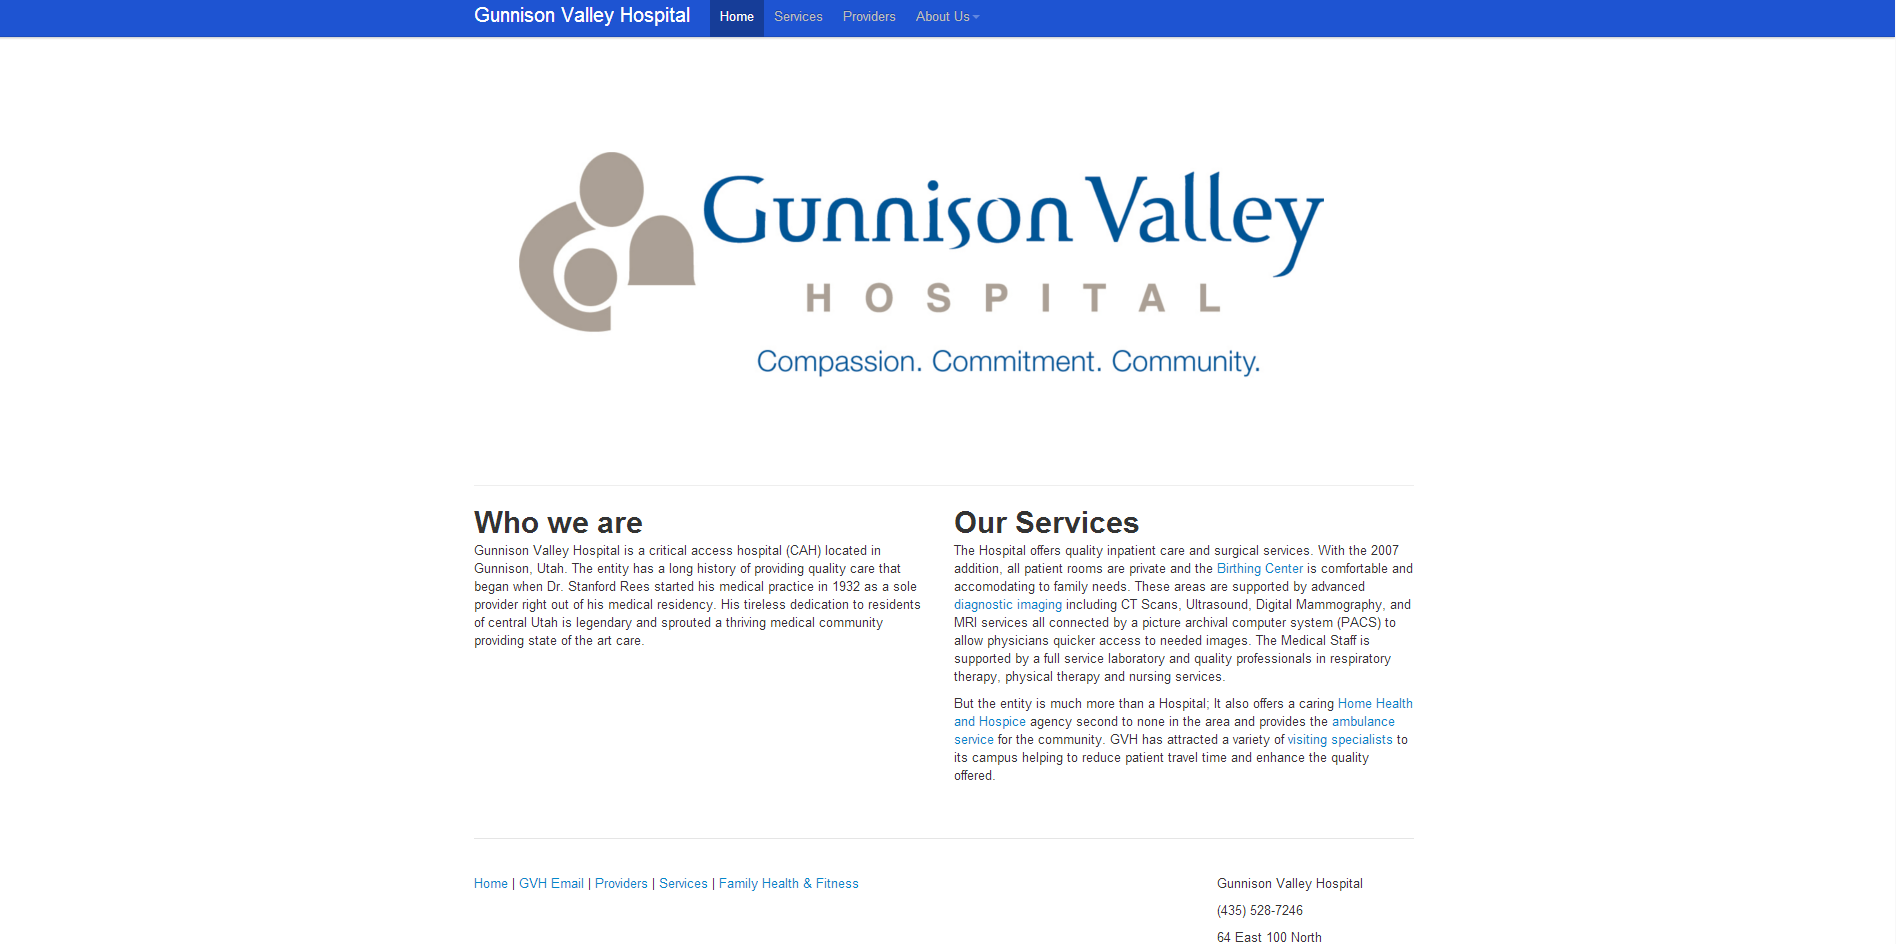 Gunnison Valley Hospital Home Services Providers About Us
Gunnison Valley
HOSPITAL
Compassion. Commitment. Community.
Who we are
Gunnison Valley Hospital is a critical access hospital (CAH) located in
Gunnison, Utah. The entity has a long history of providing quality care that
began when Dr. Stanford Rees started his medical practice in 1932 as a sole
provider right out of his medical residency. His tireless dedication to residents
of central Utah is legendary and sprouted a thriving medical community
providing state of the art care.
Our Services
The Hospital offers quality inpatient care and surgical services. With the 2007
addition, all patient rooms are private and the Birthing Center is comfortable and
accomodating to family needs. These areas are supported by advanced
diagnostic imaging including CT Scans, Ultrasound, Digital Mammography, and
MRI services all connected by a picture archival computer system (PACS) to
allow physicians quicker access to needed images. The Medical Staff is
supported by a full service laboratory and quality professionals in respiratory
therapy, physical therapy and nursing services.
But the entity is much more than a Hospital; It also offers a caring Home Health
and Hospice agency second to none in the area and provides the ambulance
service for the community. GVH has attracted a variety of visiting specialists to
its campus helping to reduce patient travel time and enhance the quality
offered.
Home | GVH Email | Providers | Services | Family Health & Fitness
Gunnison Valley Hospital
(435) 528-7246
64 East 100 North